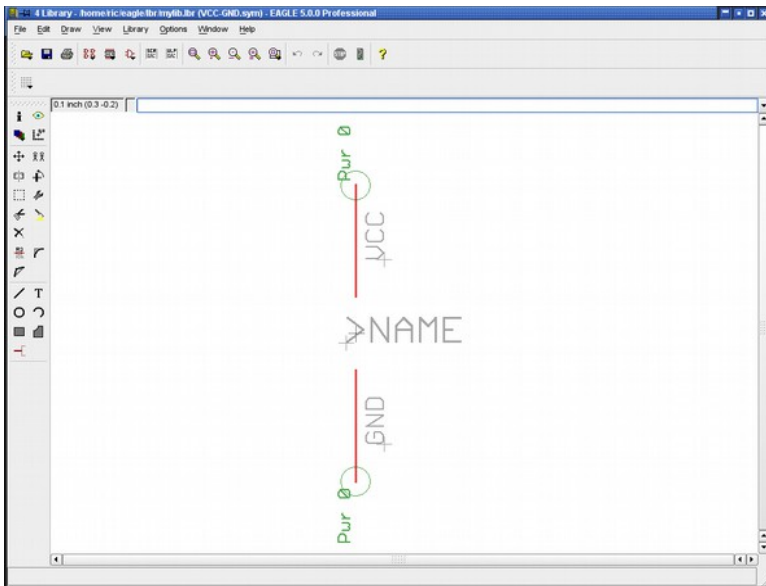 4 Library - /home/ric/eagle/lbr/mylib.lbr (VCC-GND.sym) - EAGLE 5.0.0 Professional
File Edit Draw View Library Options Window Help
0.1 inch (0.3 -0.2)
Pwr 0
VCC
>NAME
GND
Pwr 0